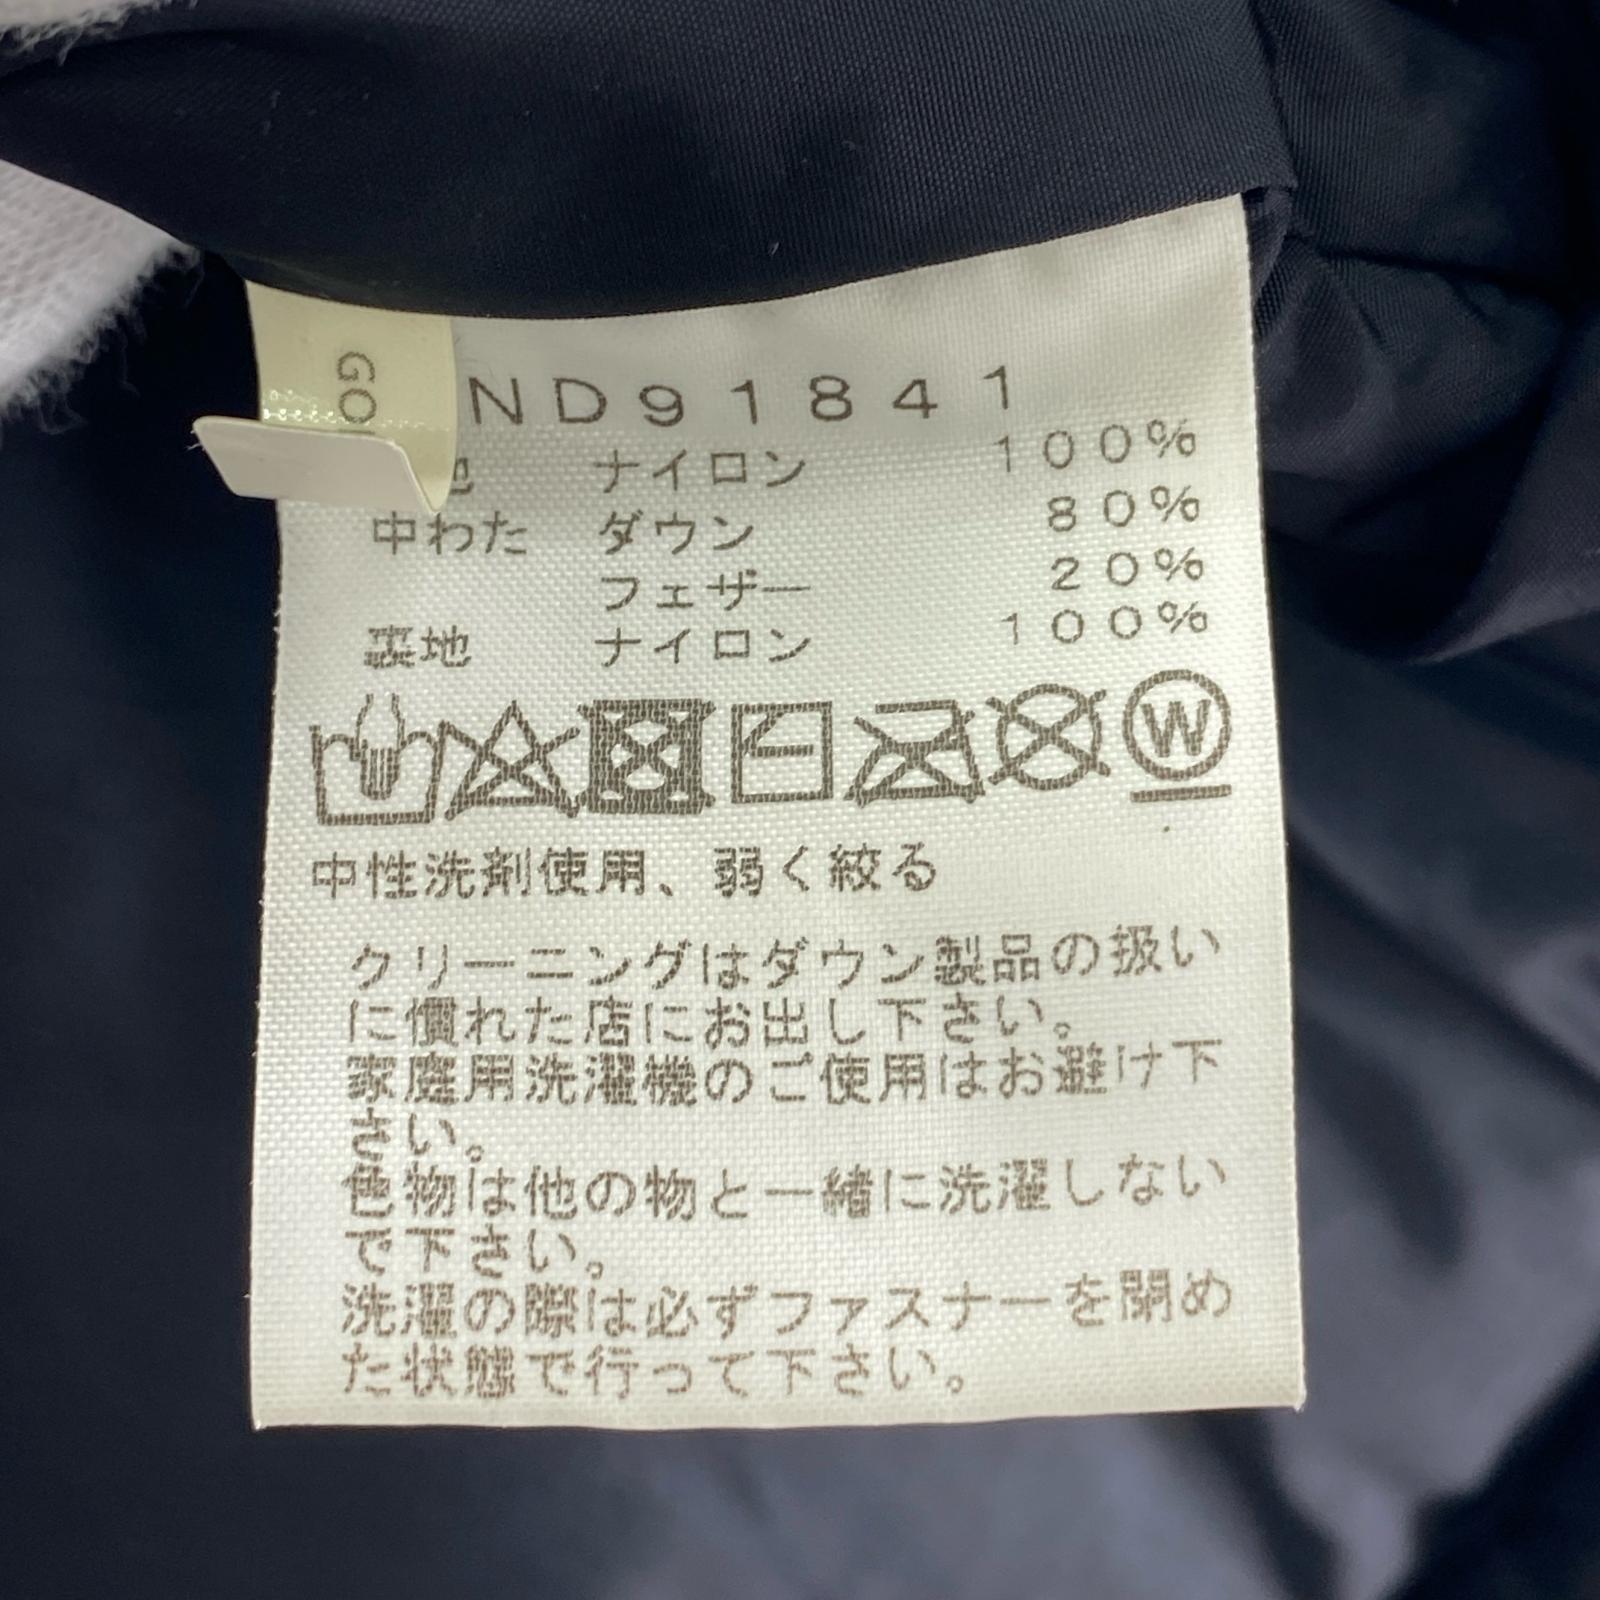 GO
ND91841
地 ナイロン 100%
中わた ダウン 80%
フェザー 20%
裏地 ナイロン 100%
W
中性洗剤使用、弱く絞る
クリーニングはダウン製品の扱い
に慣れた店にお出し下さい。
家庭用洗濯機のご使用はお避け下
さい。
色物は他の物と一緒に洗濯しない
で下さい。
洗濯の際は必ずファスナーを閉め
た状態で行って下さい。